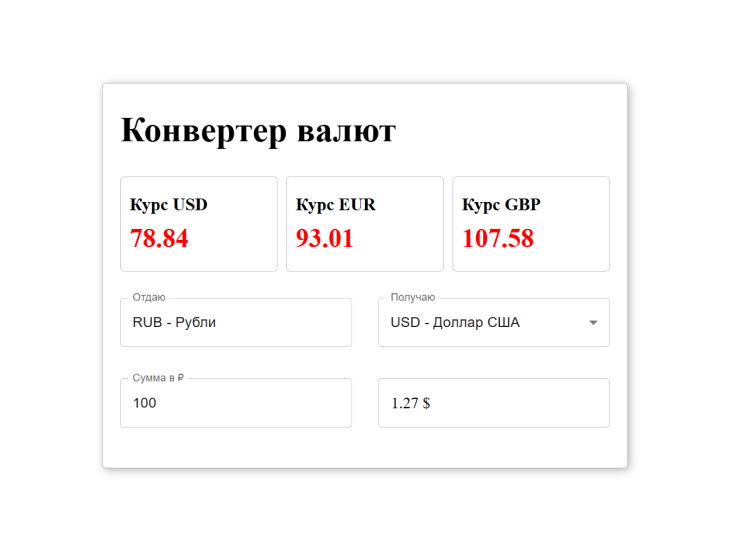 Конвертер валют
Курс USD
78.84
Курс EUR
93.01
Курс GBP
107.58
Отдаю
RUB - Рубли
Получаю
USD - Доллар США
Сумма в ₽
100
1.27 $